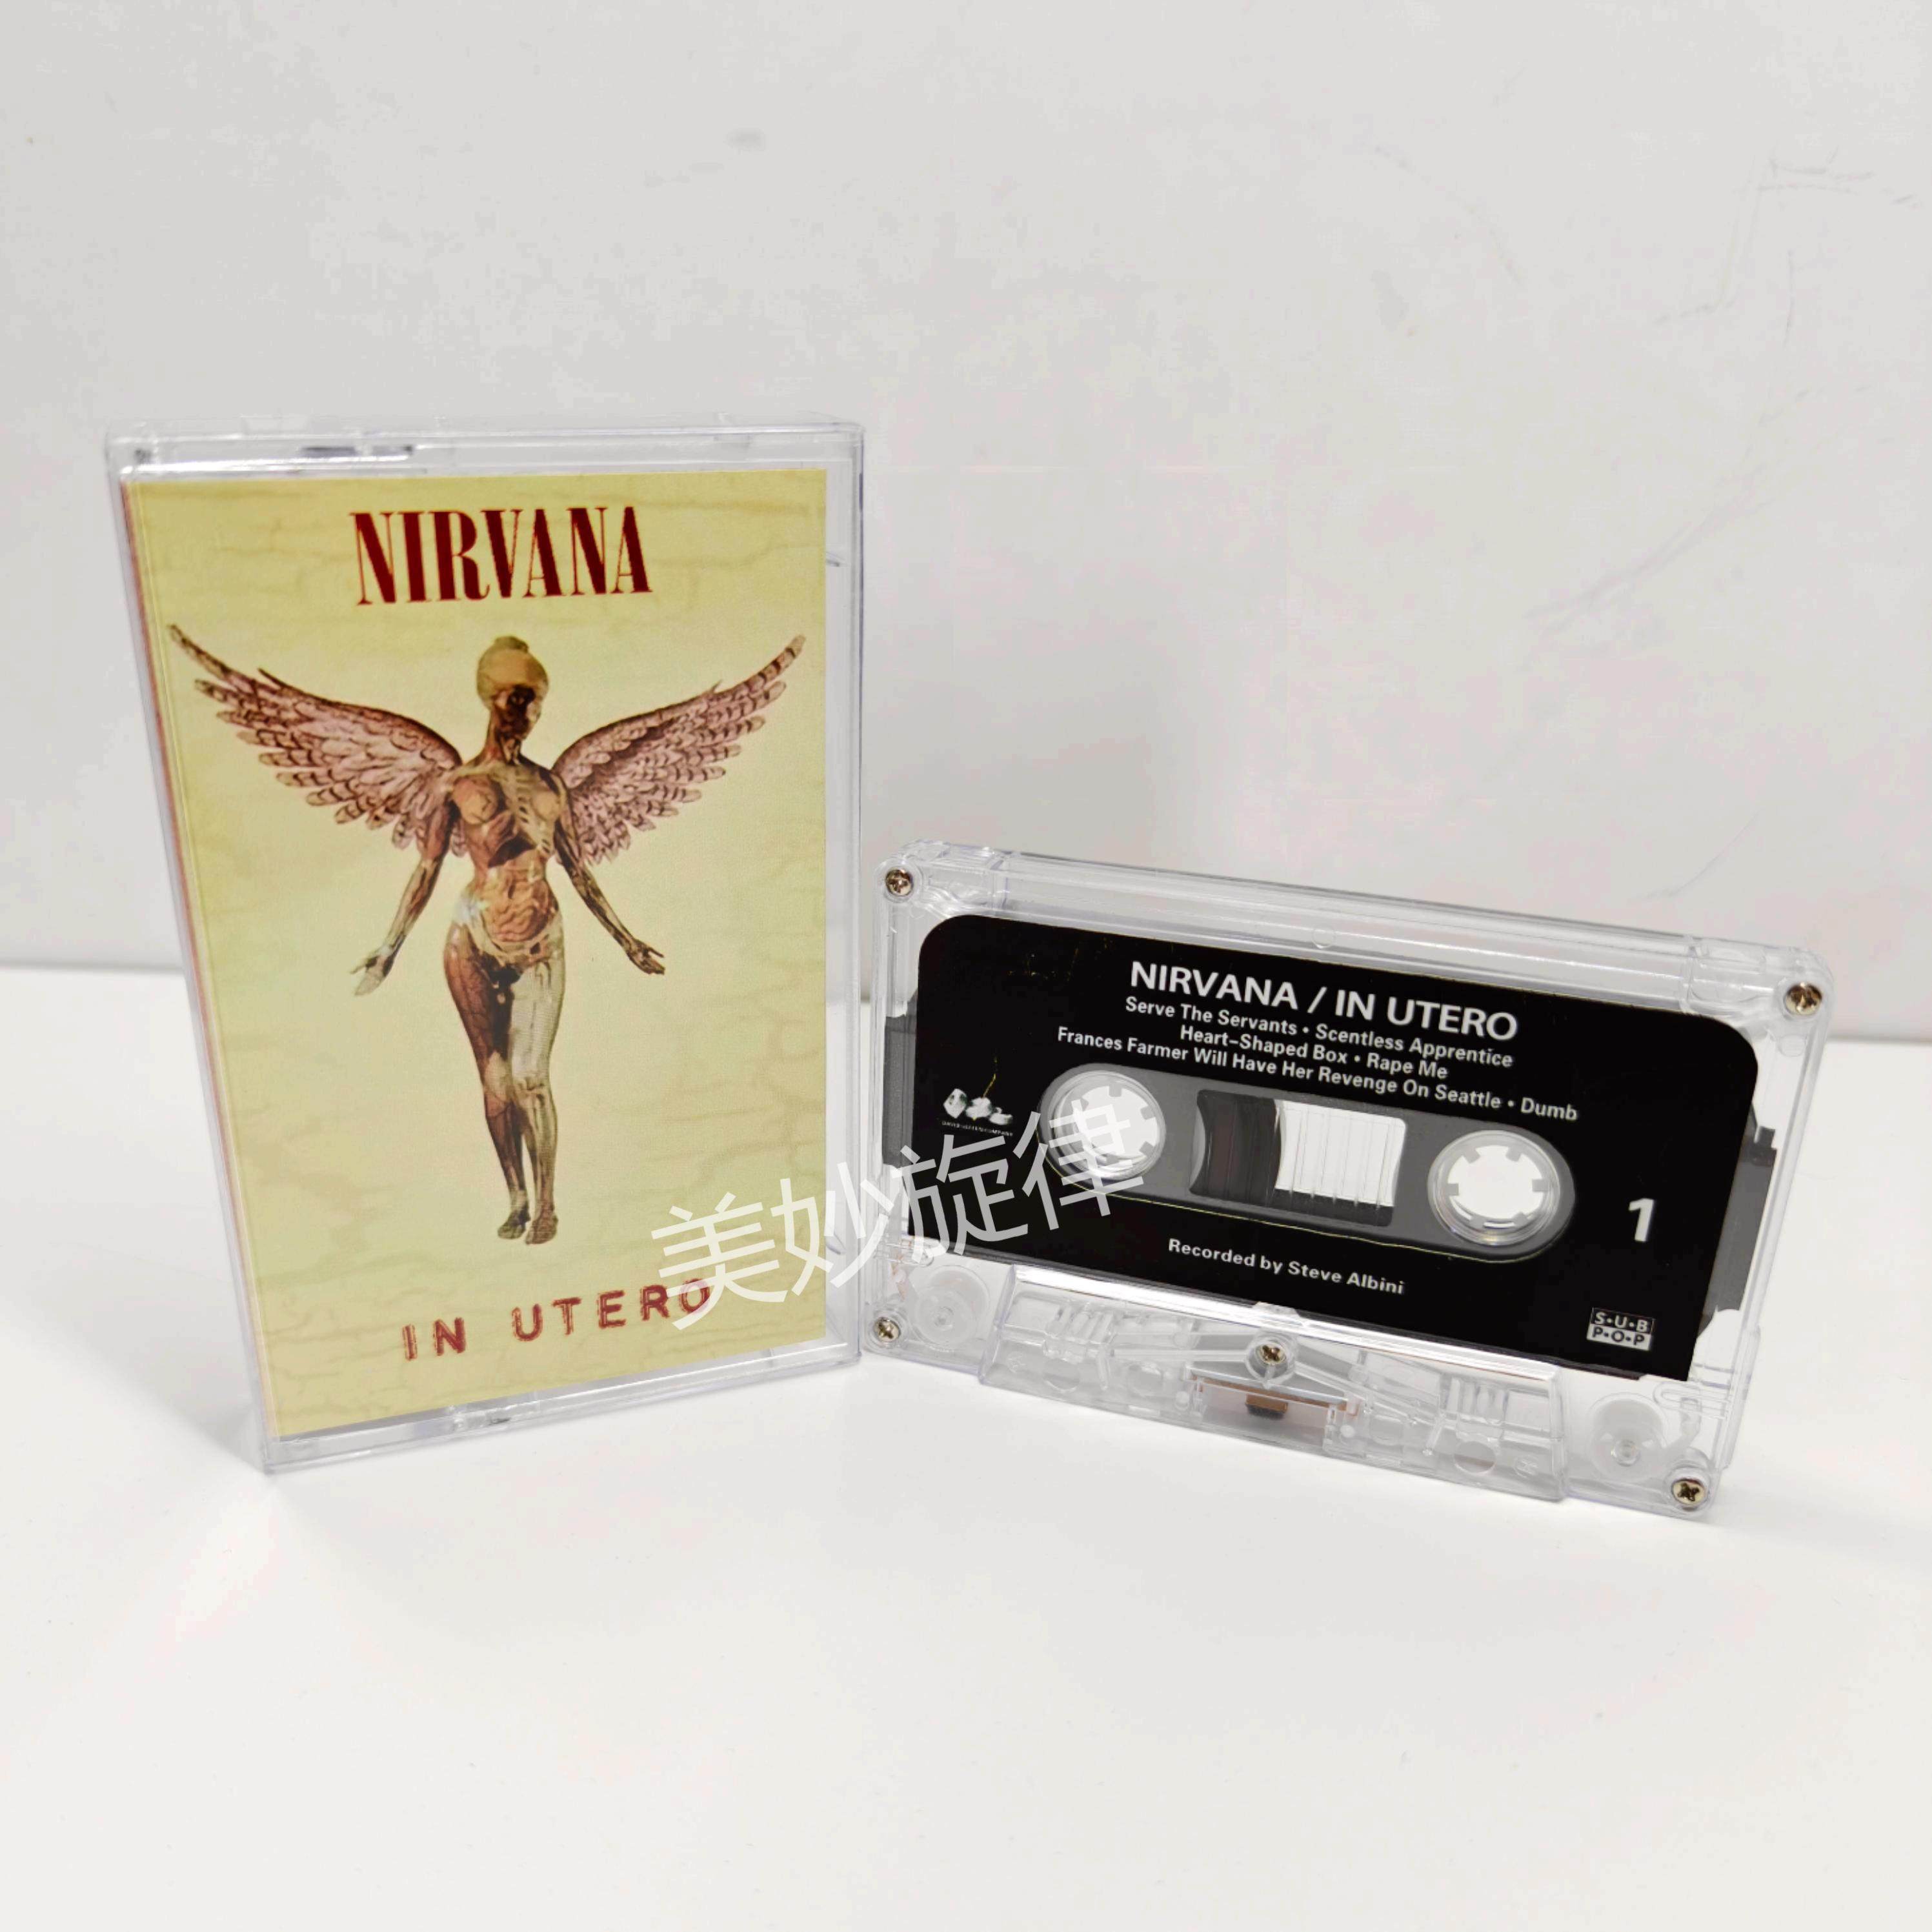 NIRVANA
IN UTERO
NIRVANA / IN UTERO
Serve The Servants • Scentless Apprentice
Heart-Shaped Box • Rape Me
Frances Farmer Will Have Her Revenge On Seattle • Dumb
1
Recorded by Steve Albini
S•U•B
P•O•P
美妙旋律